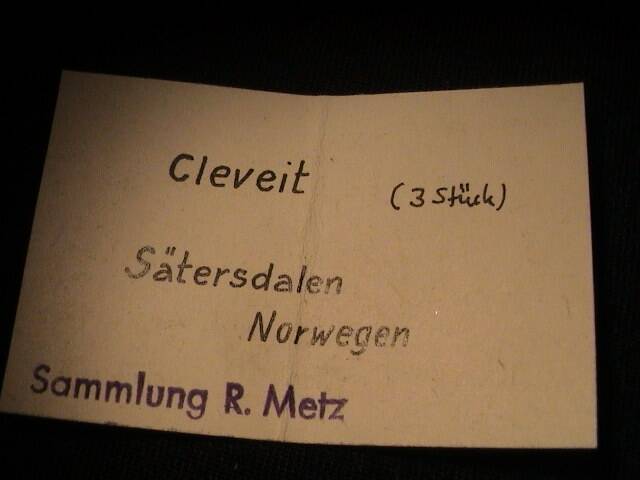 Cleveit (3 Stück)
Sätersdalen
Norwegen
Sammlung R. Metz